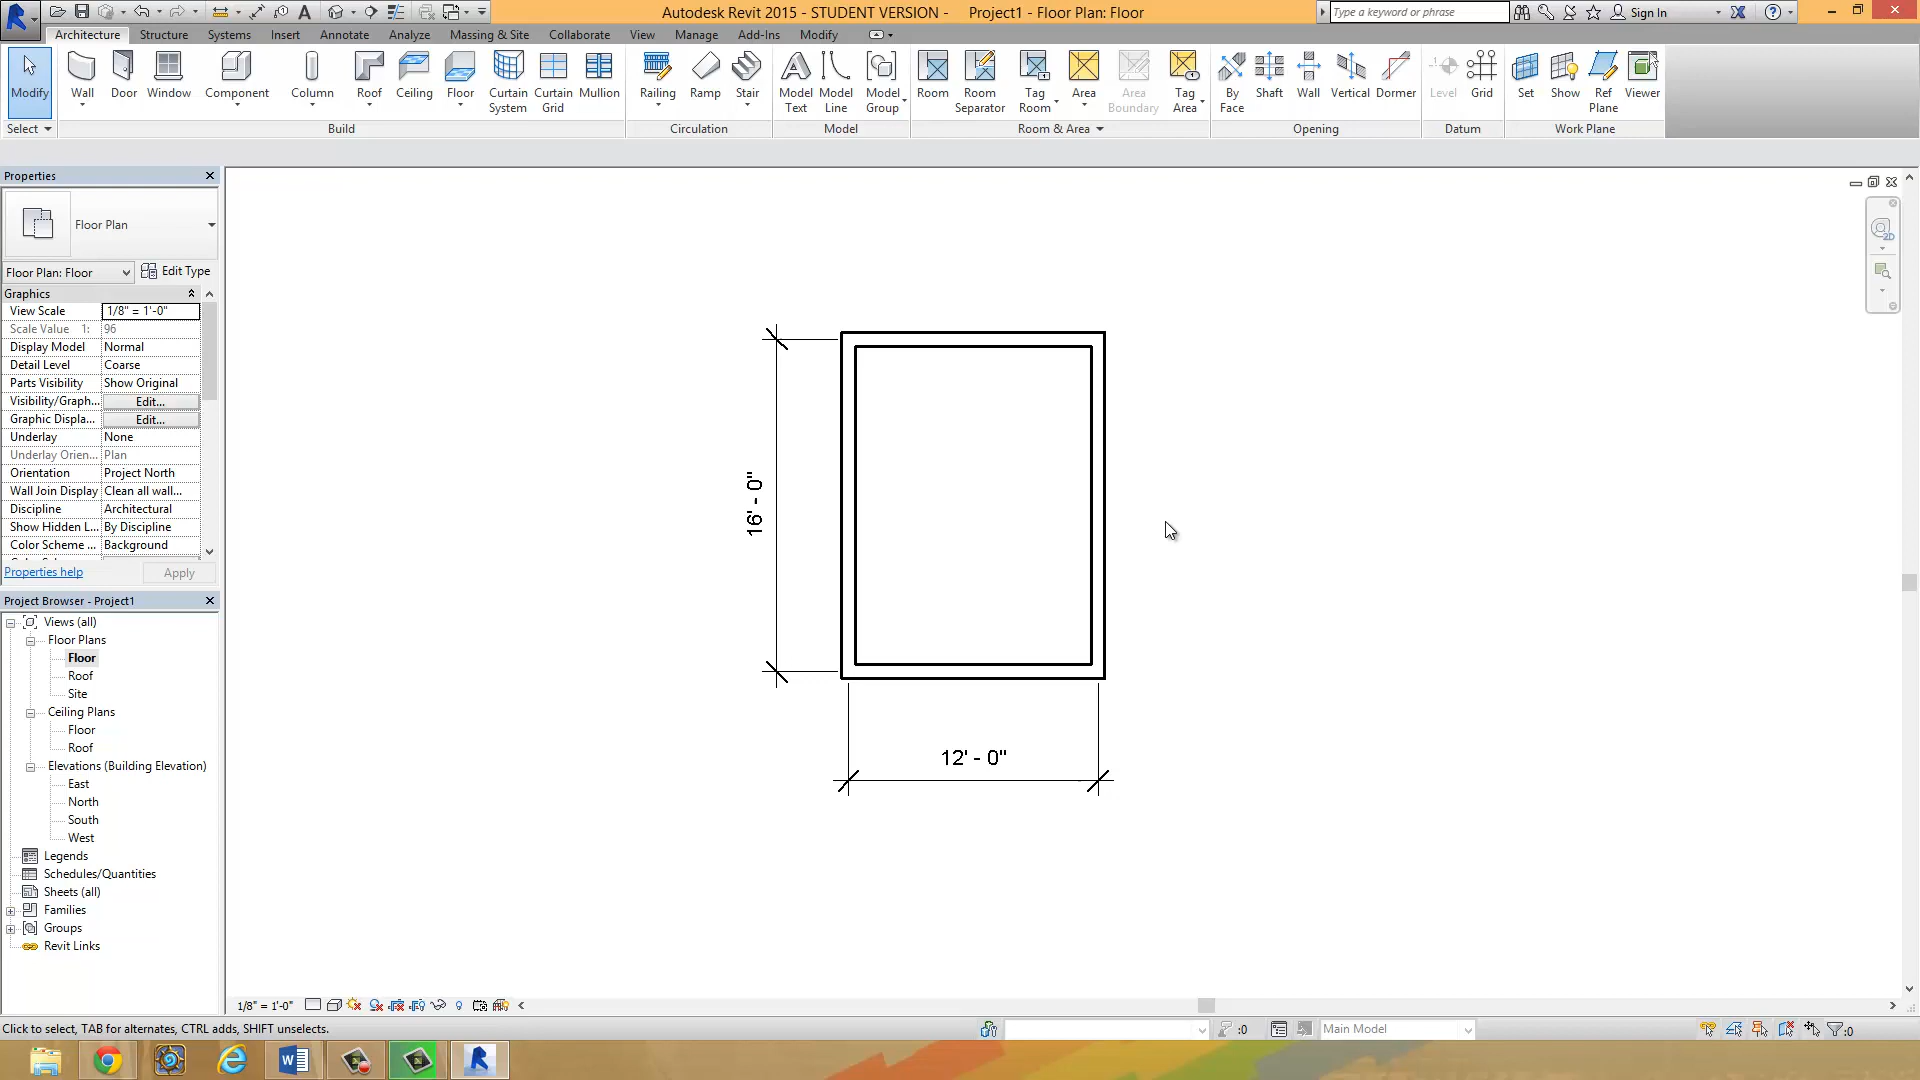 Autodesk Revit 2015 - STUDENT VERSION - Project1 - Floor Plan: Floor
Type a keyword or phrase
Sign In
Architecture Structure Systems Insert Annotate Analyze Massing & Site Collaborate View Manage Add-Ins Modify
Modify Wall Door Window Component Column Roof Ceiling Floor Curtain System Curtain Grid Mullion Railing Ramp Stair Model Text Model Line Model Group Room Room Separator Tag Room Area Area Boundary Tag Area By Face Shaft Wall Vertical Dormer Level Grid Set Show Ref Plane Viewer
Select Build Circulation Model Room & Area Opening Datum Work Plane
Properties
Floor Plan
Floor Plan: Floor Edit Type
Graphics
View Scale 1/8" = 1'-0"
Scale Value 1: 96
Display Model Normal
Detail Level Coarse
Parts Visibility Show Original
Visibility/Graph... Edit...
Graphic Displa... Edit...
Underlay None
Underlay Orien... Plan
Orientation Project North
Wall Join Display Clean all wall...
Discipline Architectural
Show Hidden L... By Discipline
Color Scheme ... Background
Properties help Apply
Project Browser - Project1
Views (all)
Floor Plans
Floor
Roof
Site
Ceiling Plans
Floor
Roof
Elevations (Building Elevation)
East
North
South
West
Legends
Schedules/Quantities
Sheets (all)
Families
Groups
Revit Links
16' - 0"
12' - 0"
2D
1/8" = 1'-0"
Click to select, TAB for alternates, CTRL adds, SHIFT unselects.
:0
Main Model
:0